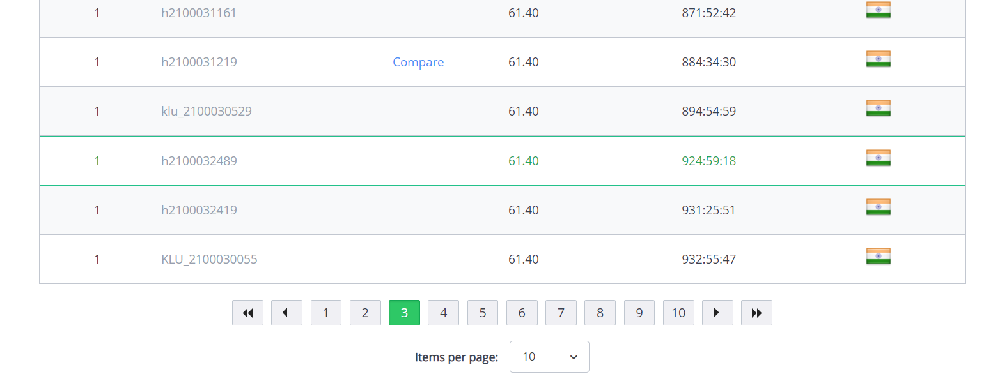 1 h2100031161 61.40 871:52:42
1 h2100031219 Compare 61.40 884:34:30
1 klu_2100030529 61.40 894:54:59
1 h2100032489 61.40 924:59:18
1 h2100032419 61.40 931:25:51
1 KLU_2100030055 61.40 932:55:47
1 2 3 4 5 6 7 8 9 10
Items per page: 10